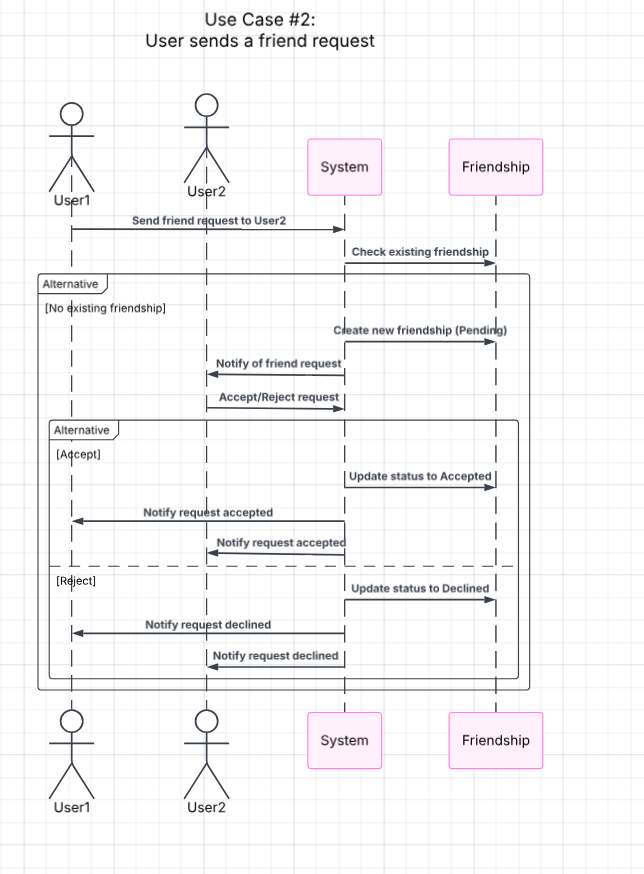 Use Case #2:
User sends a friend request
User1
User2
System
Friendship
Send friend request to User2
Check existing friendship
Alternative
[No existing friendship]
Create new friendship (Pending)
Notify of friend request
Accept/Reject request
Alternative
[Accept]
Update status to Accepted
Notify request accepted
Notify request accepted
[Reject]
Update status to Declined
Notify request declined
Notify request declined
User1
User2
System
Friendship